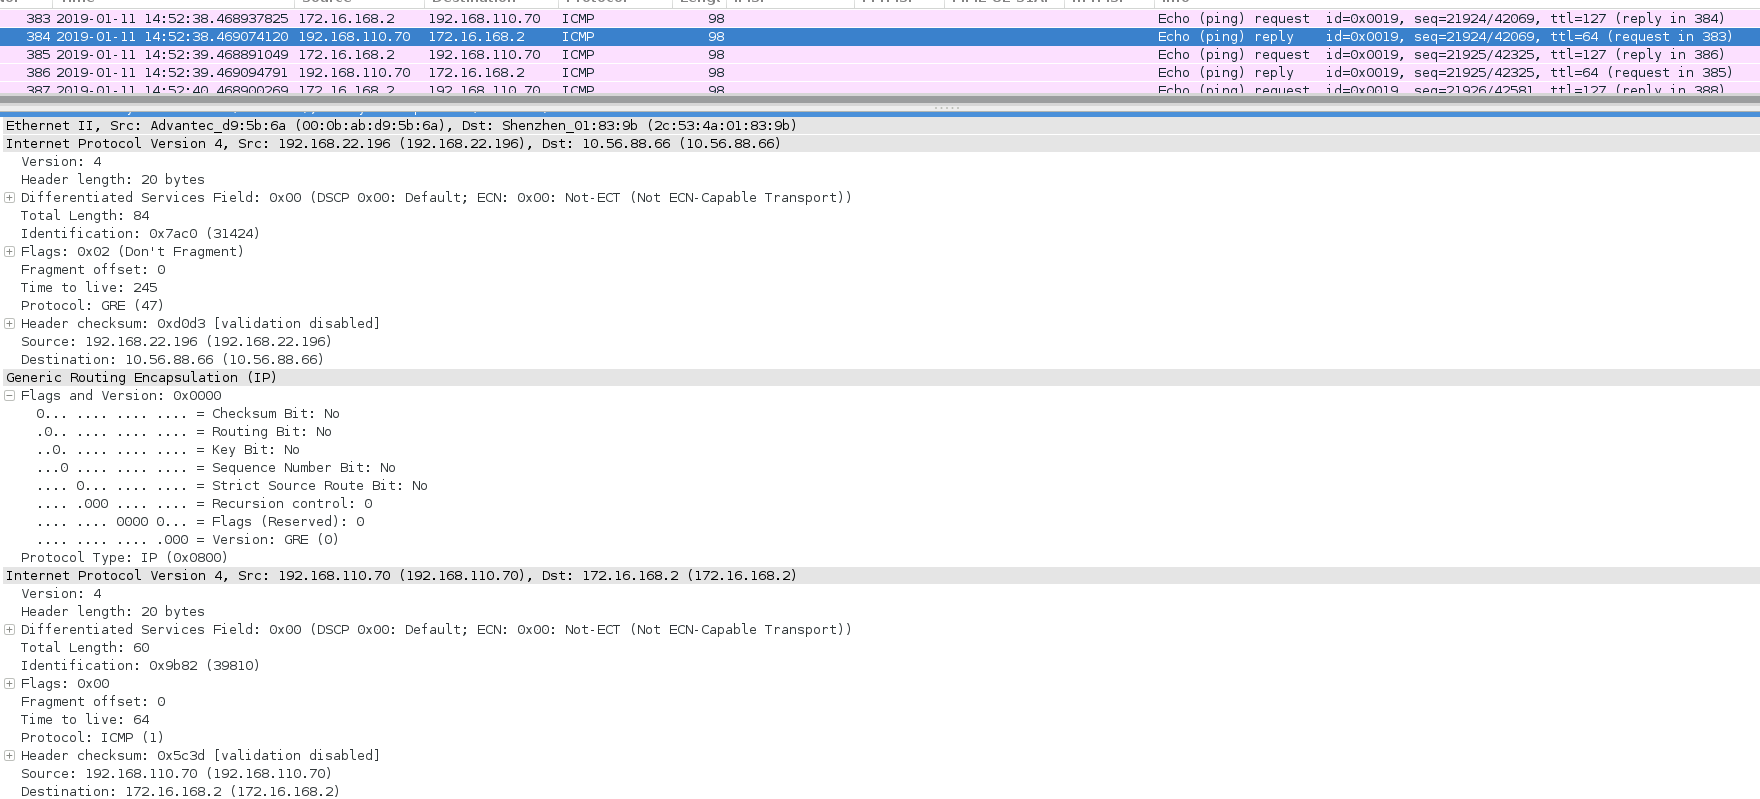 383 2019-01-11 14:52:38.468937825 172.16.168.2 192.168.110.70 ICMP 98 Echo (ping) request id=0x0019, seq=21924/42069, ttl=127 (reply in 384)
384 2019-01-11 14:52:38.469074120 192.168.110.70 172.16.168.2 ICMP 98 Echo (ping) reply id=0x0019, seq=21924/42069, ttl=64 (request in 383)
385 2019-01-11 14:52:39.468891049 172.16.168.2 192.168.110.70 ICMP 98 Echo (ping) request id=0x0019, seq=21925/42325, ttl=127 (reply in 386)
386 2019-01-11 14:52:39.469094791 192.168.110.70 172.16.168.2 ICMP 98 Echo (ping) reply id=0x0019, seq=21925/42325, ttl=64 (request in 385)
387 2019-01-11 14:52:40.468900269 172.16.168.2 192.168.110.70 ICMP 98 Echo (ping) request id=0x0019, seq=21926/42581, ttl=127 (reply in 388)
Ethernet II, Src: Advantec_d9:5b:6a (00:0b:ab:d9:5b:6a), Dst: Shenzhen_01:83:9b (2c:53:4a:01:83:9b)
Internet Protocol Version 4, Src: 192.168.22.196 (192.168.22.196), Dst: 10.56.88.66 (10.56.88.66)
Version: 4
Header length: 20 bytes
Differentiated Services Field: 0x00 (DSCP 0x00: Default; ECN: 0x00: Not-ECT (Not ECN-Capable Transport))
Total Length: 84
Identification: 0x7ac0 (31424)
Flags: 0x02 (Don't Fragment)
Fragment offset: 0
Time to live: 245
Protocol: GRE (47)
Header checksum: 0xd0d3 [validation disabled]
Source: 192.168.22.196 (192.168.22.196)
Destination: 10.56.88.66 (10.56.88.66)
Generic Routing Encapsulation (IP)
Flags and Version: 0x0000
0... .... .... .... = Checksum Bit: No
.0.. .... .... .... = Routing Bit: No
..0. .... .... .... = Key Bit: No
...0 .... .... .... = Sequence Number Bit: No
.... 0... .... .... = Strict Source Route Bit: No
.... .000 .... .... = Recursion control: 0
.... .... 0000 0... = Flags (Reserved): 0
.... .... .... .000 = Version: GRE (0)
Protocol Type: IP (0x0800)
Internet Protocol Version 4, Src: 192.168.110.70 (192.168.110.70), Dst: 172.16.168.2 (172.16.168.2)
Version: 4
Header length: 20 bytes
Differentiated Services Field: 0x00 (DSCP 0x00: Default; ECN: 0x00: Not-ECT (Not ECN-Capable Transport))
Total Length: 60
Identification: 0x9b82 (39810)
Flags: 0x00
Fragment offset: 0
Time to live: 64
Protocol: ICMP (1)
Header checksum: 0x5c3d [validation disabled]
Source: 192.168.110.70 (192.168.110.70)
Destination: 172.16.168.2 (172.16.168.2)